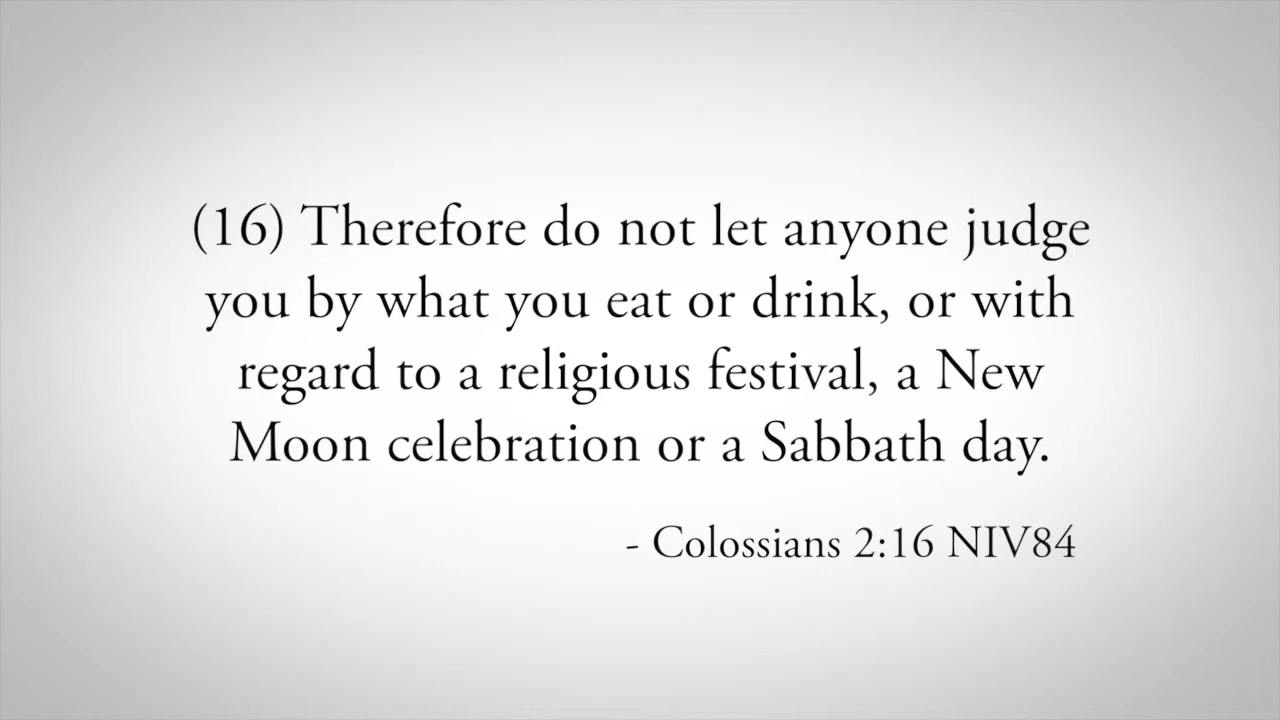 (16) Therefore do not let anyone judge
you by what you eat or drink, or with
regard to a religious festival, a New
Moon celebration or a Sabbath day.
- Colossians 2:16 NIV84